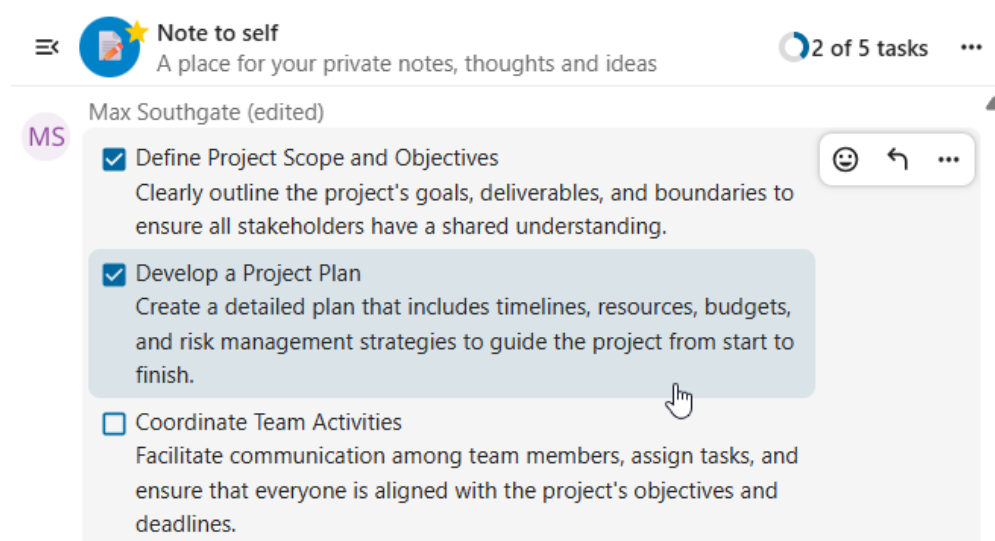 Note to self
A place for your private notes, thoughts and ideas
2 of 5 tasks
Max Southgate (edited)
MS
Define Project Scope and Objectives
Clearly outline the project's goals, deliverables, and boundaries to
ensure all stakeholders have a shared understanding.
Develop a Project Plan
Create a detailed plan that includes timelines, resources, budgets,
and risk management strategies to guide the project from start to
finish.
Coordinate Team Activities
Facilitate communication among team members, assign tasks, and
ensure that everyone is aligned with the project's objectives and
deadlines.